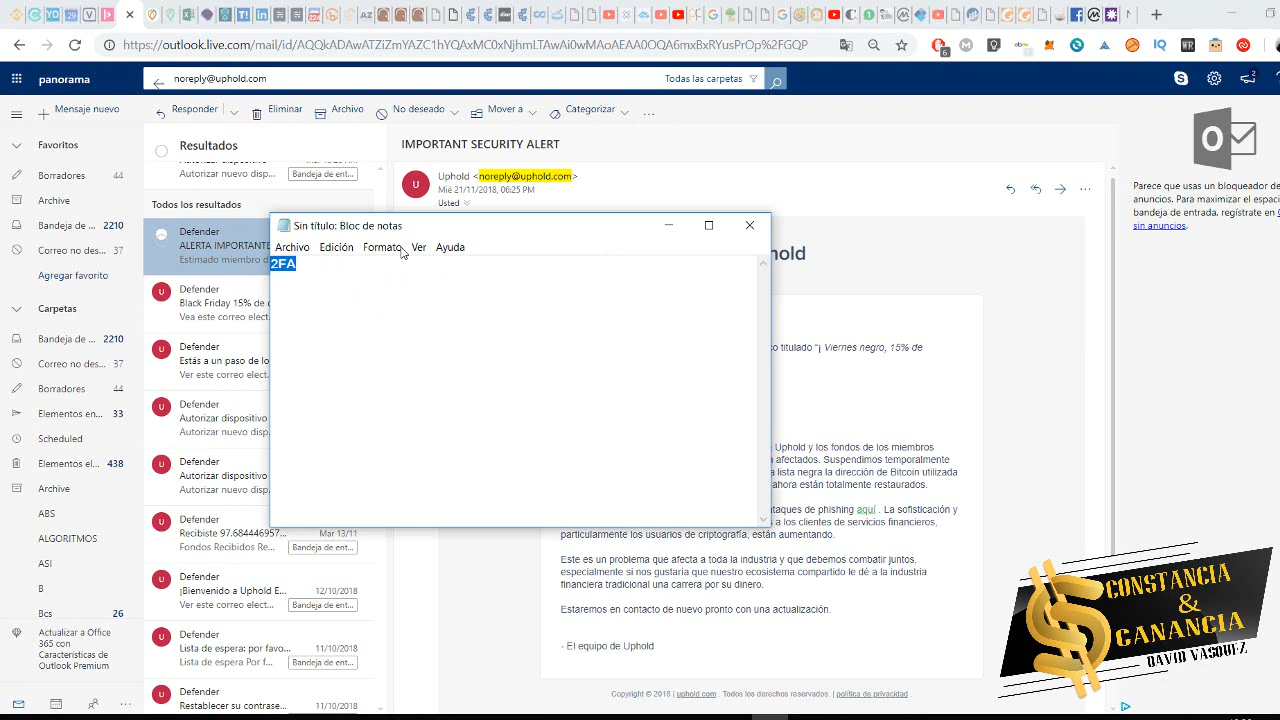 https://outlook.live.com/mail/id/AQQkADAwATZiZmYAZC1hYQAxMC0xNjhmLTAwAi0wMAoAEAA0OQA6mxBxRYusPrOp%2FGQP
panorama
noreply@uphold.com
Todas las carpetas
Mensaje nuevo
Responder
Eliminar
Archivo
No deseado
Mover a
Categorizar
Favoritos
Borradores 44
Archive
Bandeja de ... 2210
Correo no des... 37
Agregar favorito
Carpetas
Bandeja de ... 2210
Correo no des... 37
Borradores 44
Elementos en... 33
Scheduled
Elementos el... 438
Archive
ABS
ALGORITMOS
ASI
B
Bcs 26
Actualizar a Office
365 con
Características de
Outlook Premium
Resultados
Autorizar nuevo disp...
Bandeja de ent...
Todos los resultados
Defender
ALERTA IMPORTANTE
Estimado miembro d
Defender
Black Friday 15% de
Vea este correo elect
Defender
Estás a un paso de lo
Ver este correo elect
Defender
Autorizar dispositivo
Autorizar nuevo disp
Defender
Autorizar dispositivo
Autorizar nuevo disp
Defender
Recibiste 97.684446957... Mar 13/11
Fondos Recibidos Re... Bandeja de ent...
Defender
¡Bienvenido a Uphold E... 12/10/2018
Ver este correo elect... Bandeja de ent...
Defender
Lista de espera: por favo... 11/10/2018
Lista de espera Por f... Bandeja de ent...
Defender
Restablecer su contrase... 11/10/2018
IMPORTANT SECURITY ALERT
U
Uphold <noreply@uphold.com>
Mié 21/11/2018, 06:25 PM
Usted
Sin título: Bloc de notas
Archivo Edición Formato Ver Ayuda
2FA
hold
titulado "¡ Viernes negro, 15% de
Uphold y los fondos de los miembros
afectados. Suspendimos temporalmente
lista negra la dirección de Bitcoin utilizada
ahora están totalmente restaurados.
ataques de phishing aquí . La sofisticación y
a los clientes de servicios financieros,
particularmente los usuarios de criptografía, están aumentando.
Este es un problema que afecta a toda la industria y que debemos combatir juntos,
especialmente si nos gustaría que nuestro ecosistema compartido le dé a la industria
financiera tradicional una carrera por su dinero.
Estaremos en contacto de nuevo pronto con una actualización.
- El equipo de Uphold
Copyright © 2018 | uphold.com . Todos los derechos reservados. | política de privacidad .
Parece que usas un bloqueador de
anuncios. Para maximizar el espaci
bandeja de entrada, regístrate en
sin anuncios.
CONSTANCIA
&
GANANCIA
DAVID VASQUEZ